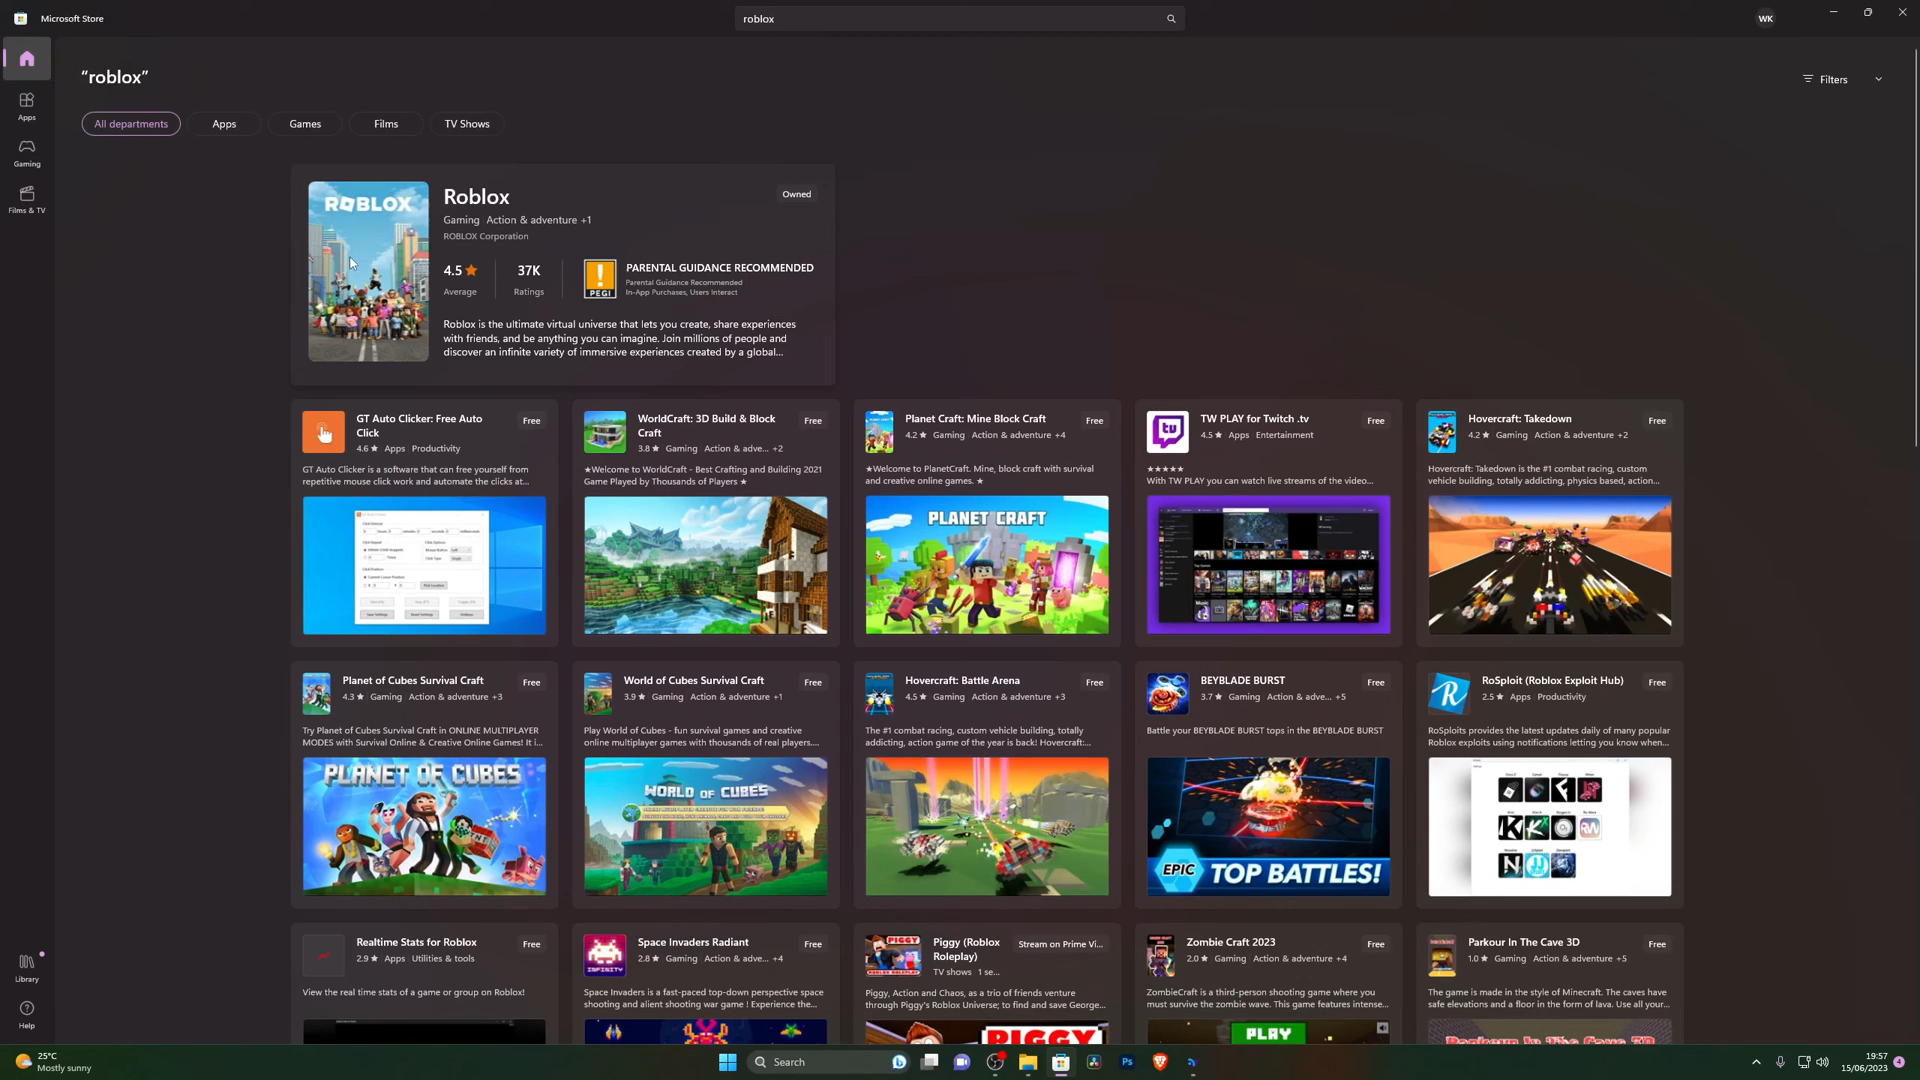 Microsoft Store
roblox
WK
Home
“roblox”
Filters
All departments
Apps
Games
Films
TV Shows
Apps
Gaming
Films & TV
ROBLOX
Roblox
Owned
Gaming Action & adventure +1
ROBLOX Corporation
4.5
Average
37K
Ratings
PEGI
PARENTAL GUIDANCE RECOMMENDED
Parental Guidance Recommended
In-App Purchases, Users Interact
Roblox is the ultimate virtual universe that lets you create, share experiences
with friends, and be anything you can imagine. Join millions of people and
discover an infinite variety of immersive experiences created by a global...
GT Auto Clicker: Free Auto
Click
Free
4.6 ★ Apps Productivity
GT Auto Clicker is a software that can free yourself from
repetitive mouse click work and automate the clicks at...
WorldCraft: 3D Build & Block
Craft
Free
3.8 ★ Gaming Action & adve... +2
★Welcome to WorldCraft - Best Crafting and Building 2021
Game Played by Thousands of Players ★
Planet Craft: Mine Block Craft
Free
4.2 ★ Gaming Action & adventure +4
★Welcome to PlanetCraft. Mine, block craft with survival
and creative online games. ★
PLANET CRAFT
TW PLAY for Twitch .tv
Free
4.5 ★ Apps Entertainment
★★★★★
With TW PLAY you can watch live streams of the video...
Hovercraft: Takedown
Free
4.2 ★ Gaming Action & adventure +2
Hovercraft: Takedown is the #1 combat racing, custom
vehicle building, totally addicting, physics based, action...
Planet of Cubes Survival Craft
Free
4.3 ★ Gaming Action & adventure +3
Try Planet of Cubes Survival Craft in ONLINE MULTIPLAYER
MODES with Survival Online & Creative Online Games! It i...
PLANET OF CUBES
World of Cubes Survival Craft
Free
3.9 ★ Gaming Action & adventure +1
Play World of Cubes - fun survival games and creative
online multiplayer games with thousands of real players....
WORLD OF CUBES
Hovercraft: Battle Arena
Free
4.5 ★ Gaming Action & adventure +3
The #1 combat racing, custom vehicle building, totally
addicting, action game of the year is back! Hovercraft:...
BEYBLADE BURST
Free
3.7 ★ Gaming Action & adve... +5
Battle your BEYBLADE BURST tops in the BEYBLADE BURST
EPIC TOP BATTLES!
RoSploit (Roblox Exploit Hub)
Free
2.5 ★ Apps Productivity
RoSploits provides the latest updates daily of many popular
Roblox exploits using notifications letting you know when...
Realtime Stats for Roblox
Free
2.9 ★ Apps Utilities & tools
View the real time stats of a game or group on Roblox!
Space Invaders Radiant
Free
2.8 ★ Gaming Action & adve... +4
Space Invaders is a fast-paced top-down perspective space
shooting and alient shooting war game ! Experience the...
INFINITY
Piggy (Roblox
Roleplay)
Stream on Prime Vi...
TV shows 1 se...
Piggy, Action and Chaos, as a trio of friends venture
through Piggy's Roblox Universe; to find and save George...
PIGGY
Zombie Craft 2023
Free
2.0 ★ Gaming Action & adventure +4
ZombieCraft is a third-person shooting game where you
must survive the zombie wave. This game features intense...
PLAY
Parkour In The Cave 3D
Free
1.0 ★ Gaming Action & adventure +5
The game is made in the style of Minecraft. The caves have
safe elevations and a floor in the form of lava. Use all your...
Parkour In The Cave 3D
Library
Help
25°C
Mostly sunny
Search
Ps
19:57
15/06/2023
4